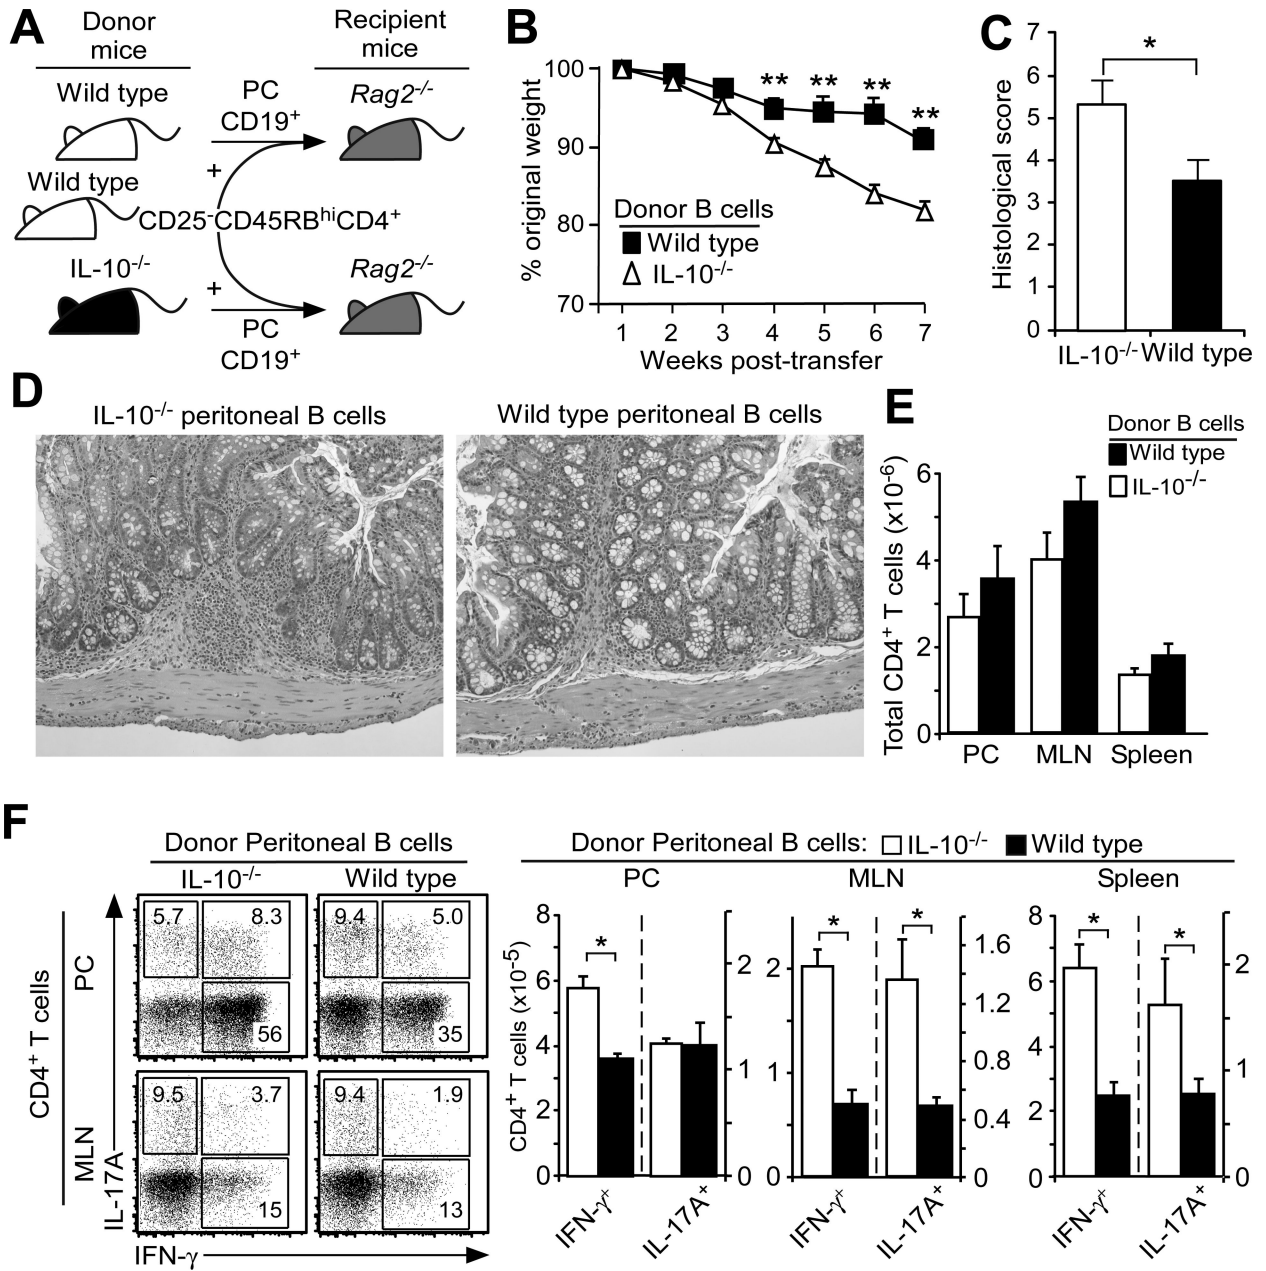 A
Donor
mice
Recipient
mice
Wild type
PC
CD19⁺
Rag2⁻/⁻
+
Wild type
CD25⁻CD45RBʰⁱCD4⁺
IL-10⁻/⁻
+
PC
CD19⁺
Rag2⁻/⁻
B
% original weight
100
90
80
70
** ** ** **
Donor B cells
Wild type
IL-10⁻/⁻
1 2 3 4 5 6 7
Weeks post-transfer
C
Histological score
7
6
5
4
3
2
1
0
*
IL-10⁻/⁻ Wild type
D
IL-10⁻/⁻ peritoneal B cells
Wild type peritoneal B cells
E
Donor B cells
Wild type
IL-10⁻/⁻
Total CD4⁺ T cells (x10⁻⁶)
6
4
2
0
PC MLN Spleen
F
Donor Peritoneal B cells
IL-10⁻/⁻ Wild type
CD4⁺ T cells
PC
5.7 8.3 9.4 5.0
56 35
MLN
9.5 3.7 9.4 1.9
15 13
IL-17A
IFN-γ
Donor Peritoneal B cells: IL-10⁻/⁻ Wild type
PC MLN Spleen
CD4⁺ T cells (x10⁻⁵)
8
6
4
2
0
*
2
1
0
IFN-γ⁺ IL-17A⁺
2
1
0
* *
1.6
1.2
0.8
0.4
0
IFN-γ⁺ IL-17A⁺
8
6
4
2
0
* *
2
1
0
IFN-γ⁺ IL-17A⁺